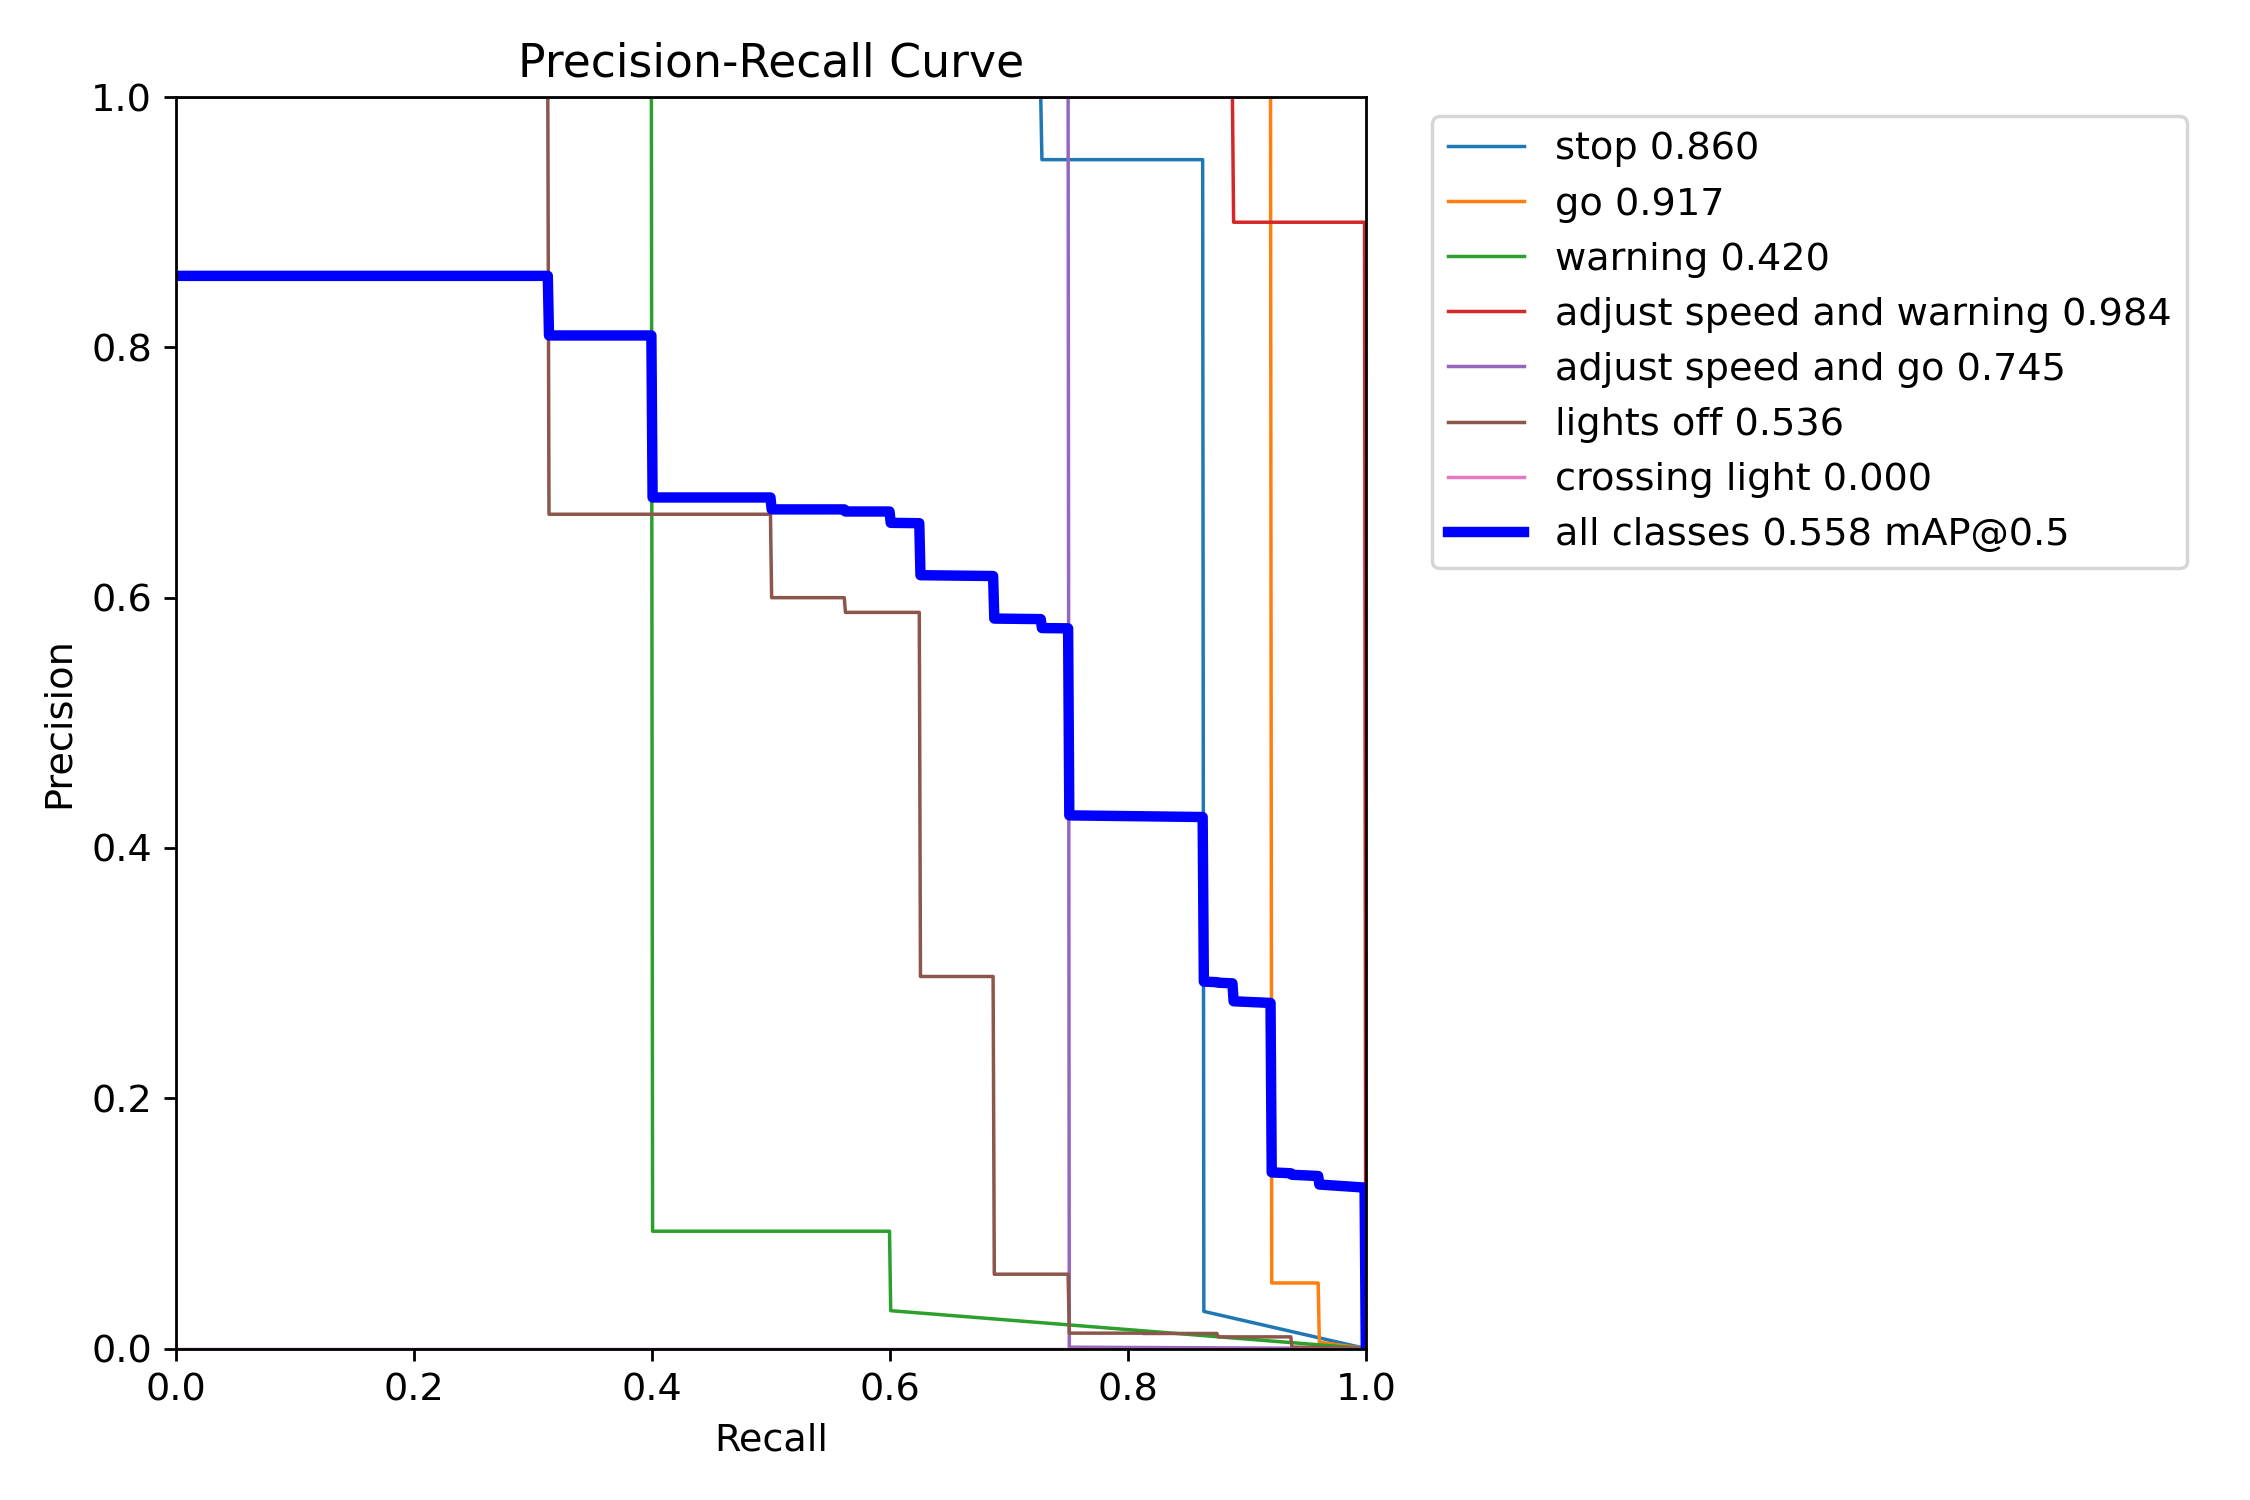 Precision-Recall Curve
1.0
0.8
0.6
0.4
0.2
0.0
Precision
0.0 0.2 0.4 0.6 0.8 1.0
Recall
stop 0.860
go 0.917
warning 0.420
adjust speed and warning 0.984
adjust speed and go 0.745
lights off 0.536
crossing light 0.000
all classes 0.558 mAP@0.5